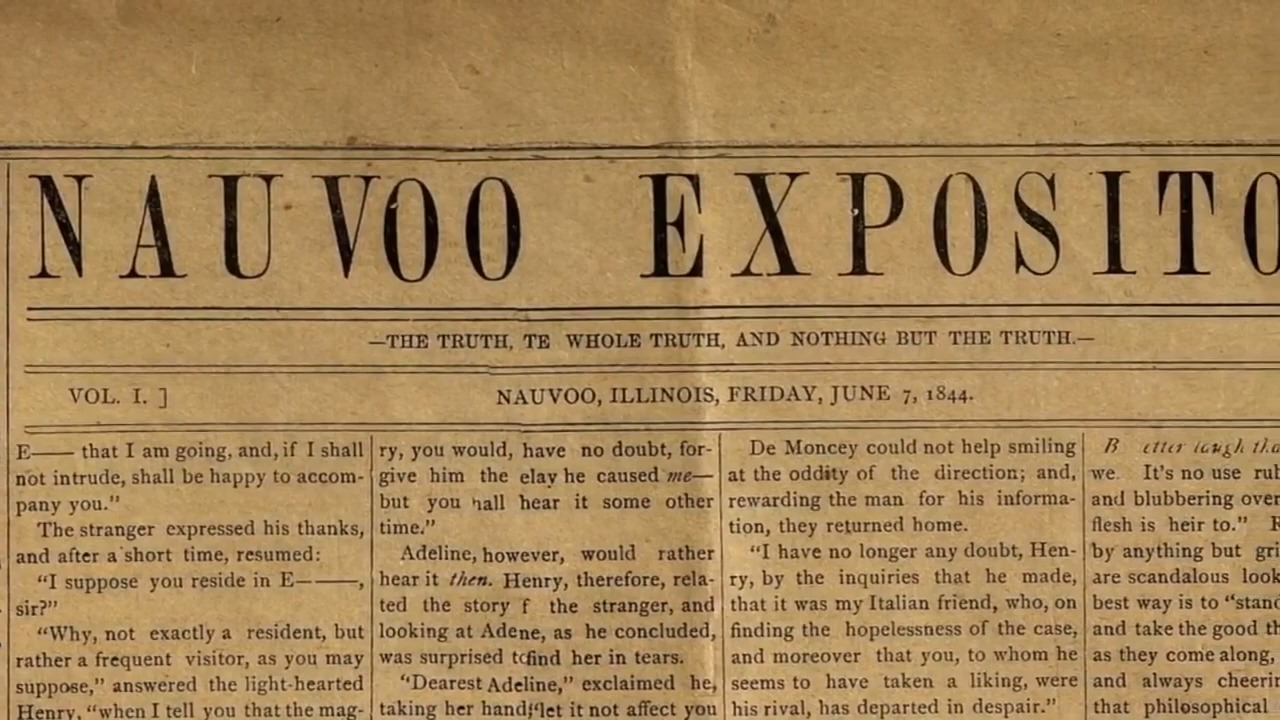 NAUVOO EXPOSITO
—THE TRUTH, TE WHOLE TRUTH, AND NOTHING BUT THE TRUTH.—
VOL. I. ]
NAUVOO, ILLINOIS, FRIDAY, JUNE 7, 1844.
E—— that I am going, and, if I shall
not intrude, shall be happy to accom-
pany you."
The stranger expressed his thanks,
and after a short time, resumed:
"I suppose you reside in E——,
sir?"
"Why, not exactly a resident, but
rather a frequent visitor, as you may
suppose," answered the light-hearted
Henry, "when I tell you that the mag-
ry, you would, have no doubt, for-
give him the elay he caused me—
but you hall hear it some other
time."
Adeline, however, would rather
hear it then. Henry, therefore, rela-
ted the story f the stranger, and
looking at Adene, as he concluded,
was surprised to find her in tears.
"Dearest Adeline," exclaimed he,
taking her hand, "let it not affect you
De Moncey could not help smiling
at the oddity of the direction; and,
rewarding the man for his informa-
tion, they returned home.
"I have no longer any doubt, Hen-
ry, by the inquiries that he made,
that it was my Italian friend, who, on
finding the hopelessness of the case,
and moreover that you, to whom he
seems to have taken a liking, were
his rival, has departed in despair."
B etter laugh tha
we. It's no use rub
and blubbering over
flesh is heir to."
by anything but gri
are scandalous look
best way is to "stand
and take the good th
as they come along,
and always cheerin
that philosophical